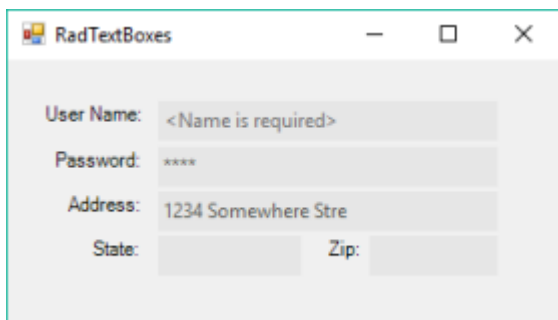 RadTextBoxes
User Name: <Name is required>
Password: ****
Address: 1234 Somewhere Stre
State: Zip: